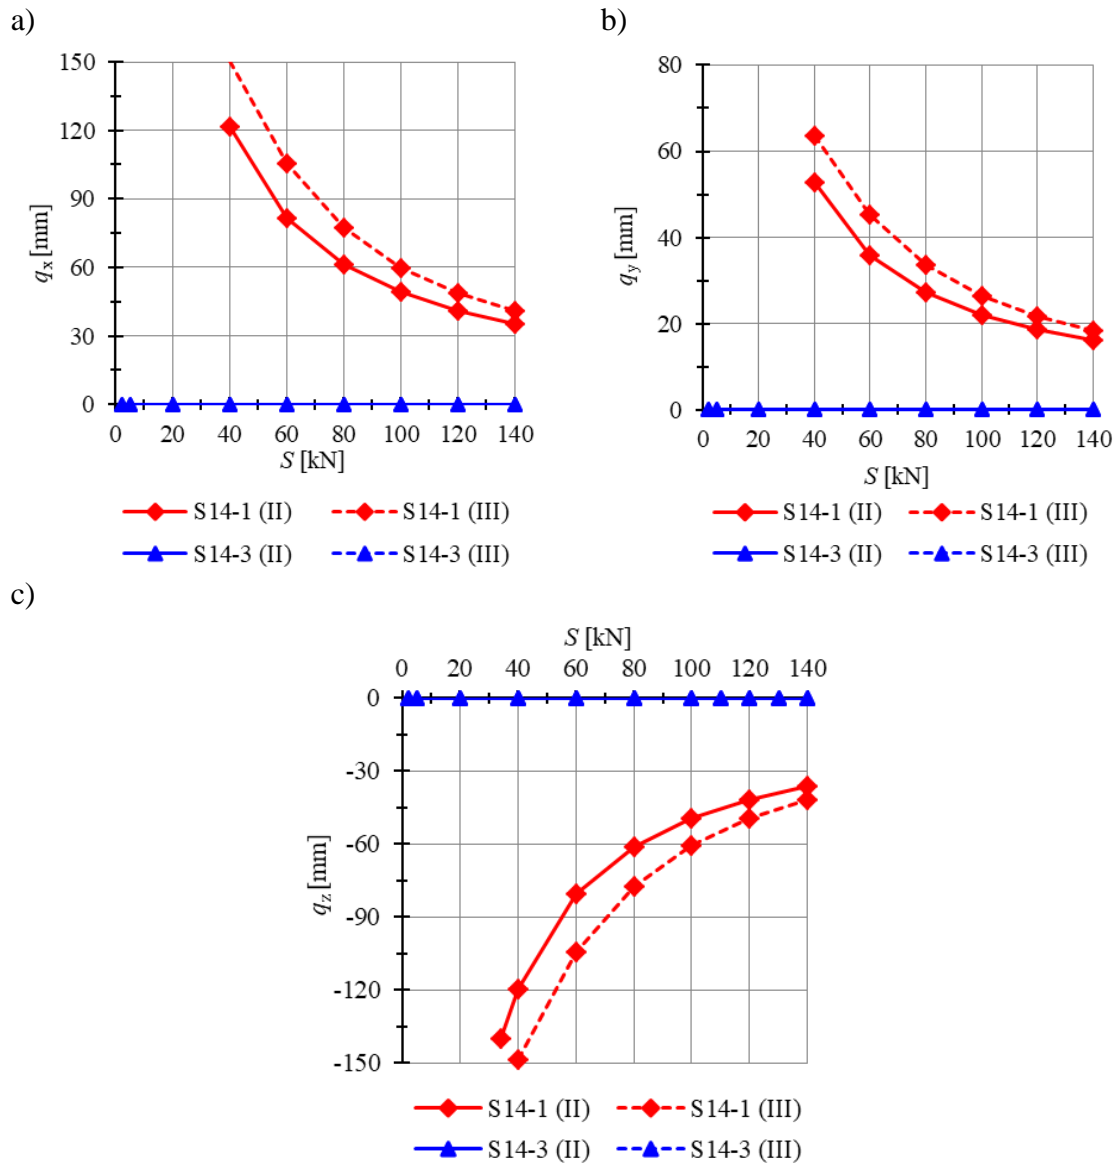 a)
b)
150
120
90
60
30
0
qx [mm]
0 20 40 60 80 100 120 140
S [kN]
S14-1 (II) S14-1 (III)
S14-3 (II) S14-3 (III)
80
60
40
20
0
qy [mm]
0 20 40 60 80 100 120 140
S [kN]
S14-1 (II) S14-1 (III)
S14-3 (II) S14-3 (III)
c)
S [kN]
0 20 40 60 80 100 120 140
0
-30
-60
-90
-120
-150
qz [mm]
S14-1 (II) S14-1 (III)
S14-3 (II) S14-3 (III)